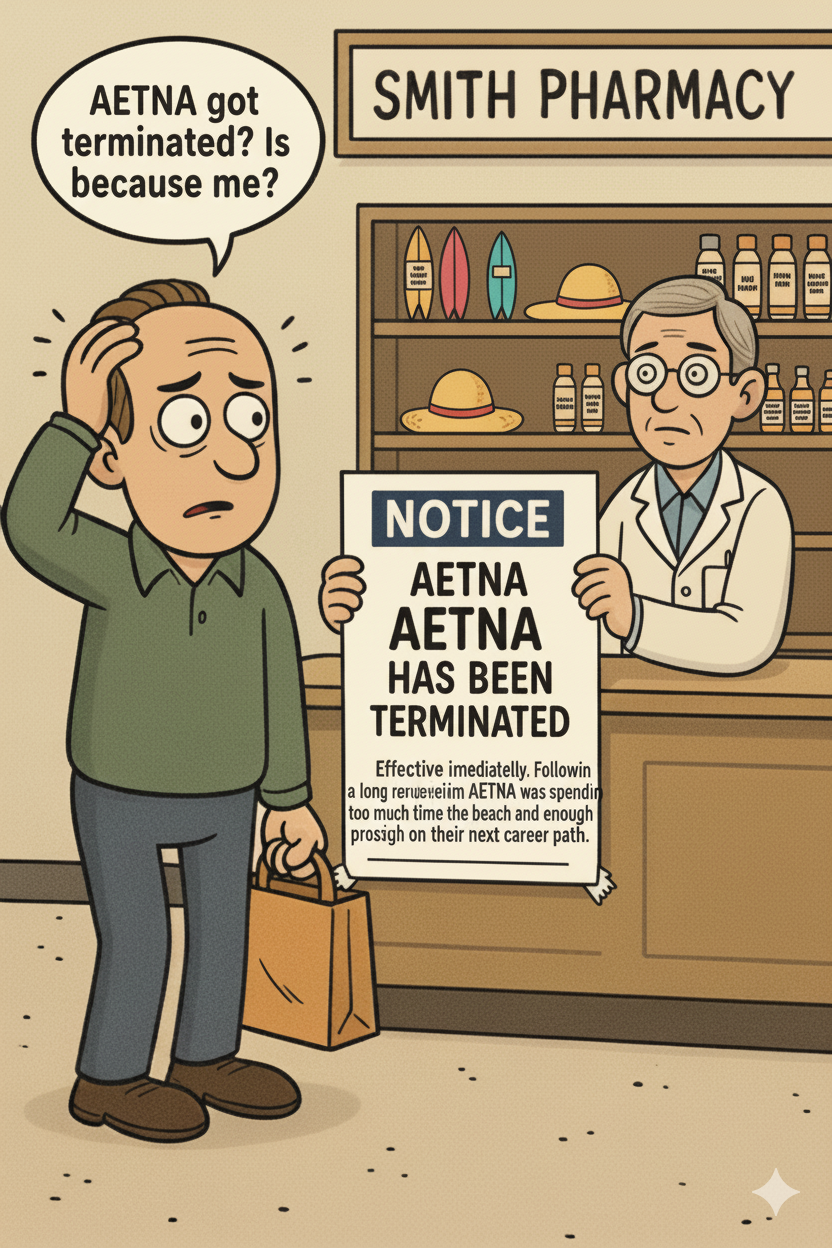 AETNA got
terminated? Is
because me?
SMITH PHARMACY
NOTICE
AETNA
AETNA
HAS BEEN
TERMINATED
Effective imediatelly. Followin
a long AETNA was spendin
too much time the beach and enough
on their next career path.